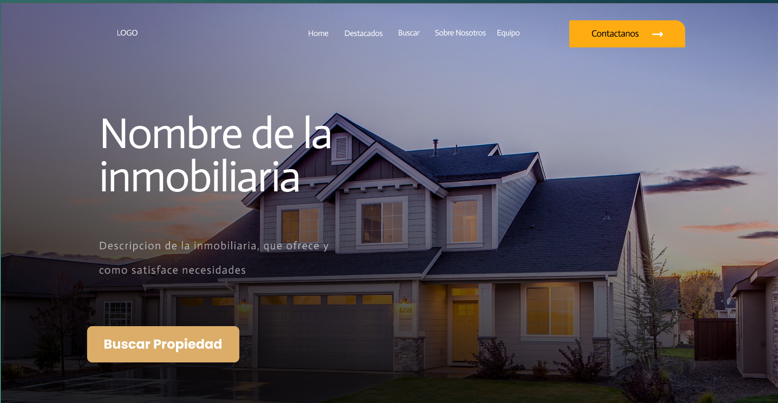 LOGO
Home Destacados Buscar Sobre Nosotros Equipo
Contactanos
Nombre de la
inmobiliaria
Descripcion de la inmobiliaria, que ofrece y
como satisface necesidades
Buscar Propiedad